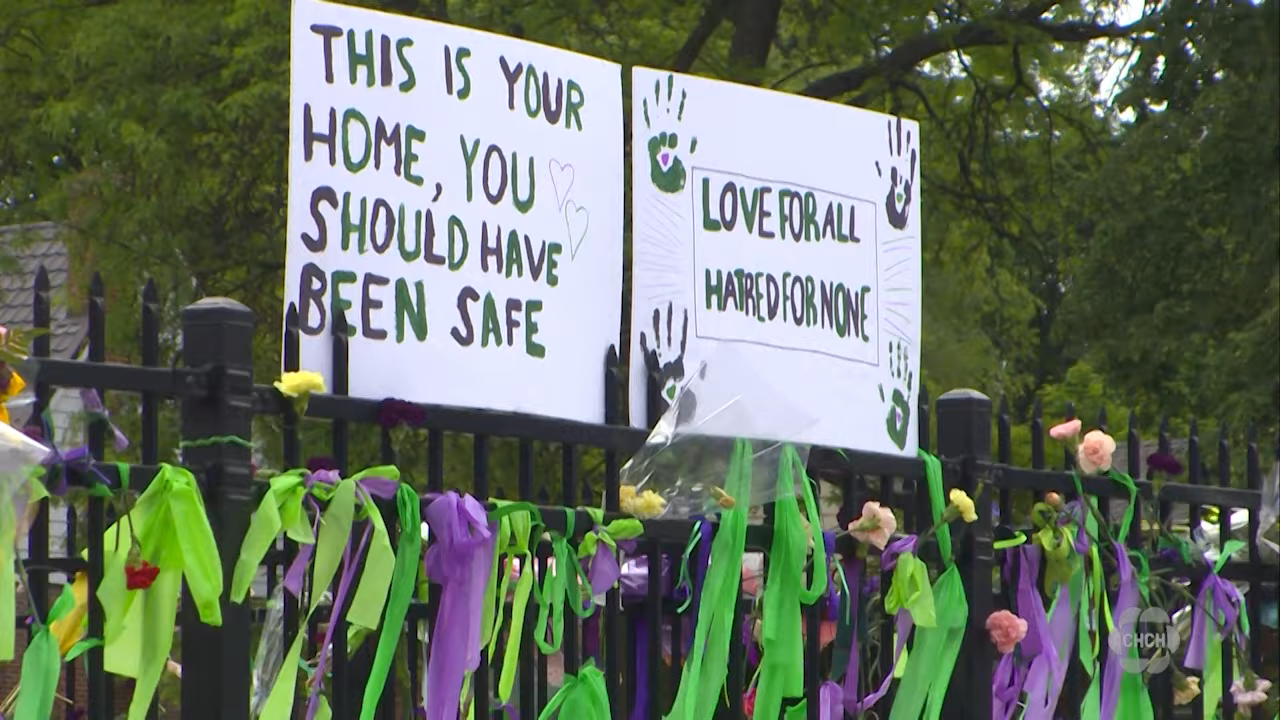 THIS IS YOUR
HOME, YOU
SHOULD HAVE
BEEN SAFE
LOVE FOR ALL
HATRED FOR NONE
CHCH